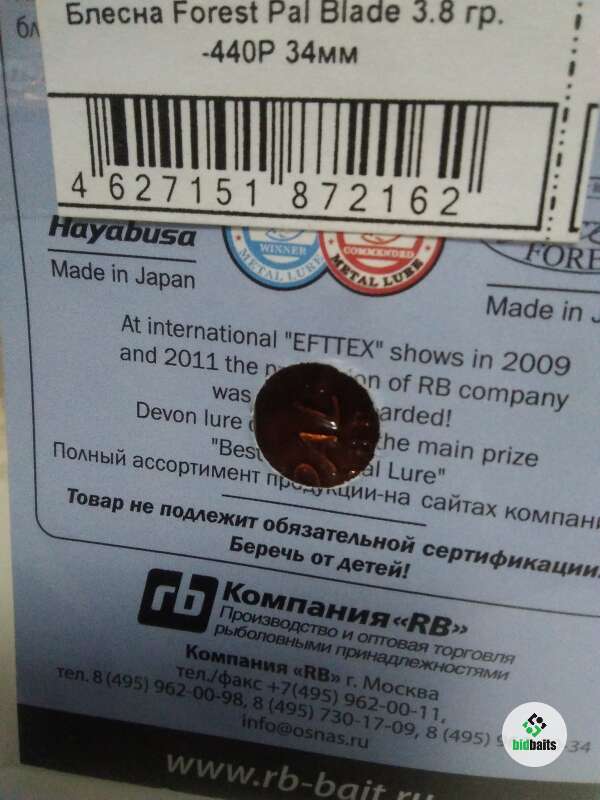 Блесна Forest Pal Blade 3.8 гр.
-440P 34мм
4 627151 872162
Hayabusa
Made in Japan
WINNER
METAL LURE
COMMENDED
METAL LURE
Made in
At international "EFTTEX" shows in 2009
and 2011 the of RB company
was
Devon lure the main prize
"Best Lure"
Полный ассортимент продукции-на сайтах
Товар не подлежит обязательной сертификации.
Беречь от детей!
rb Компания «RB»
Производство и оптовая торговля
рыболовными принадлежностями
Компания «RB» г. Москва
тел./факс +7(495) 962-00-11,
тел. 8 (495) 962-00-98, 8 (495) 730-17-09, 8 (495)
info@osnas.ru
www.rb-bait.ru
bidbaits